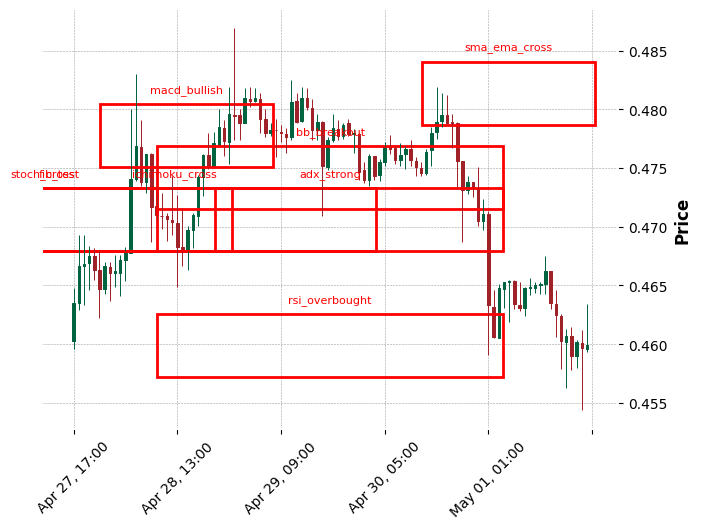 sma_ema_cross
0.485
macd_bullish
0.480
bb_breakout
0.475
ichimoku_cross
adx_strong
0.470
Price
0.465
rsi_overbought
0.460
0.455
Apr 27, 17:00
Apr 28, 13:00
Apr 29, 09:00
Apr 30, 05:00
May 01, 01:00